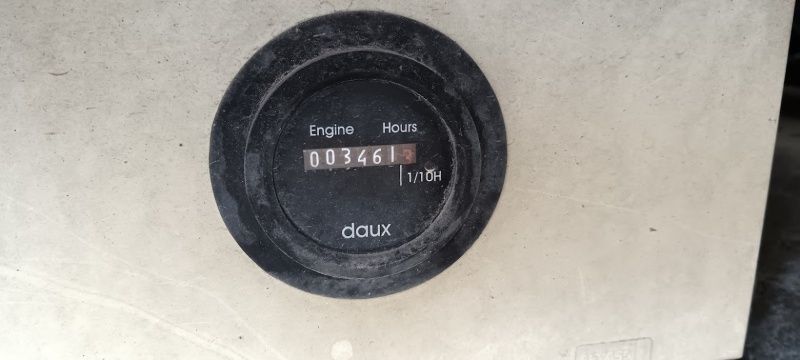 Engine Hours
003461
1/10H
daux